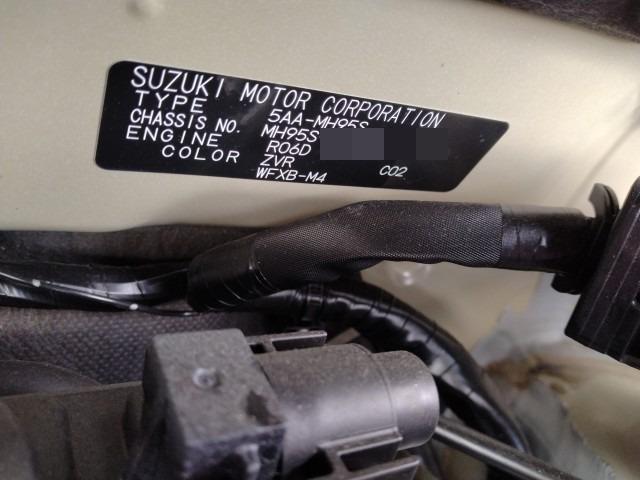 SUZUKI MOTOR CORPORATION
TYPE 5AA-MH95S
CHASSIS NO. MH95S
ENGINE R06D
COLOR ZVR C02
WFXB-M4